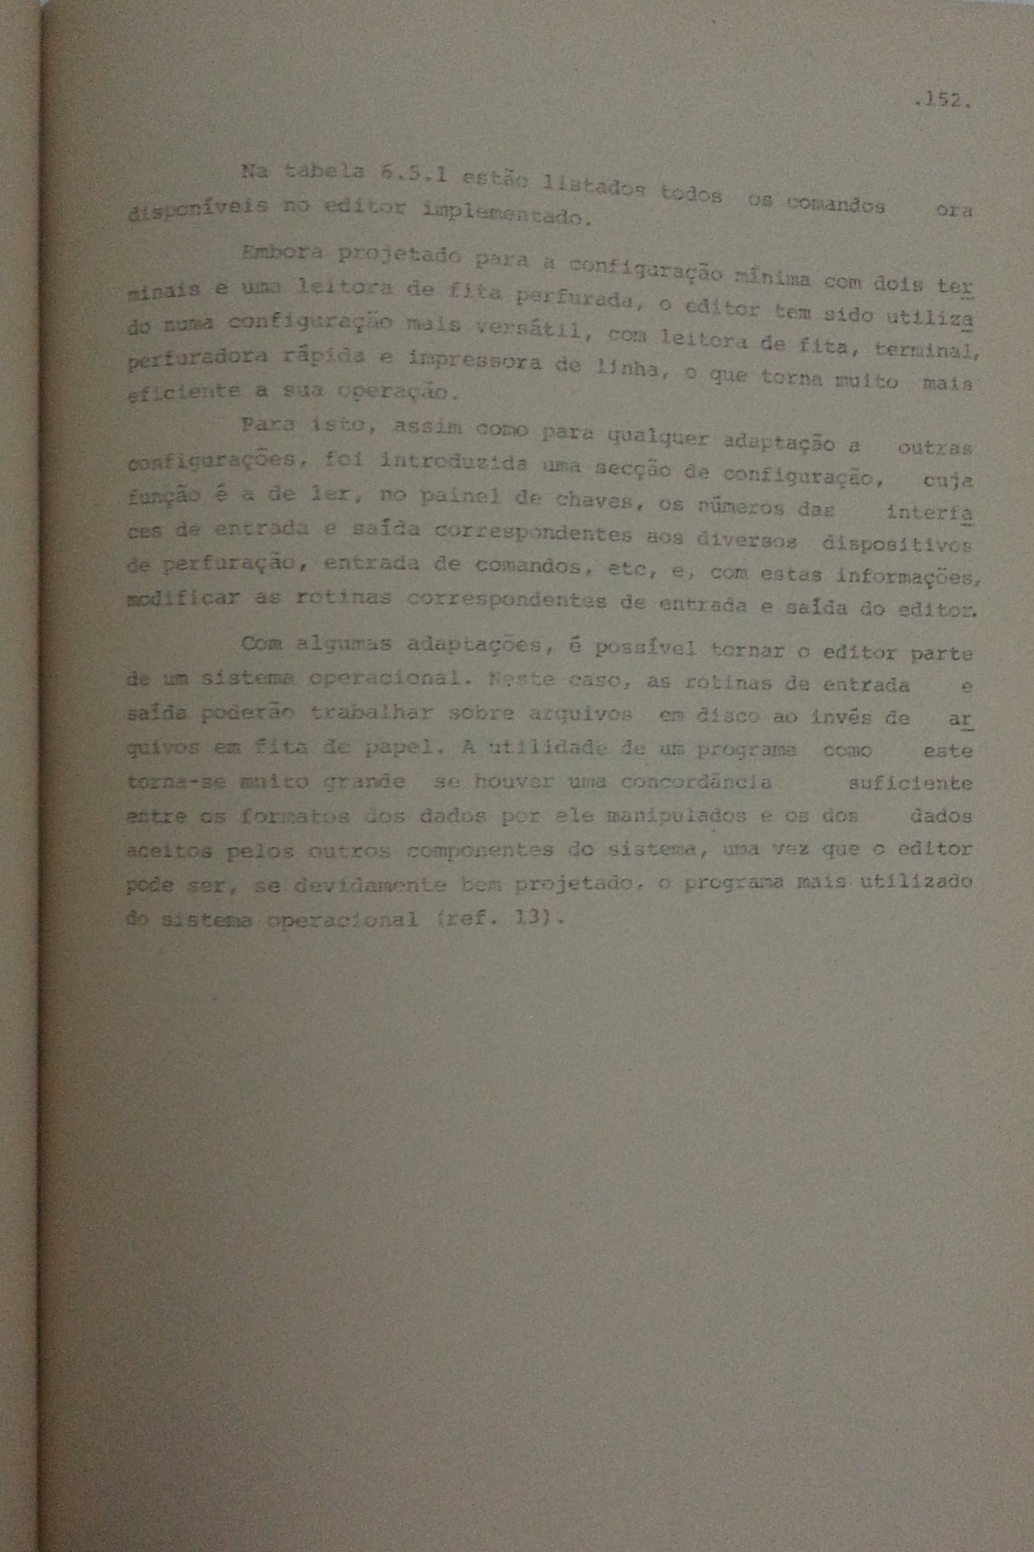 .152.
Na tabela 6.5.1 estão listados todos os comandos ora
disponíveis no editor implementado.
Embora projetado para a configuração mínima com dois ter
minais e uma leitora de fita perfurada, o editor tem sido utiliza
do numa configuração mais versátil, com leitora de fita, terminal,
perfuradora rápida e impressora de linha, o que torna muito mais
eficiente a sua operação.
Para isto, assim como para qualquer adaptação a outras
configurações, foi introduzida uma secção de configuração, cuja
função é a de ler, no painel de chaves, os números das interfa
ces de entrada e saída correspondentes aos diversos dispositivos
de perfuração, entrada de comandos, etc, e, com estas informações,
modificar as rotinas correspondentes de entrada e saída do editor.
Com algumas adaptações, é possível tornar o editor parte
de um sistema operacional. Neste caso, as rotinas de entrada e
saída poderão trabalhar sobre arquivos em disco ao invés de ar
quivos em fita de papel. A utilidade de um programa como este
torna-se muito grande se houver uma concordância suficiente
entre os formatos dos dados por ele manipulados e os dos dados
aceitos pelos outros componentes do sistema, uma vez que o editor
pode ser, se devidamente bem projetado, o programa mais utilizado
do sistema operacional (ref. 13).